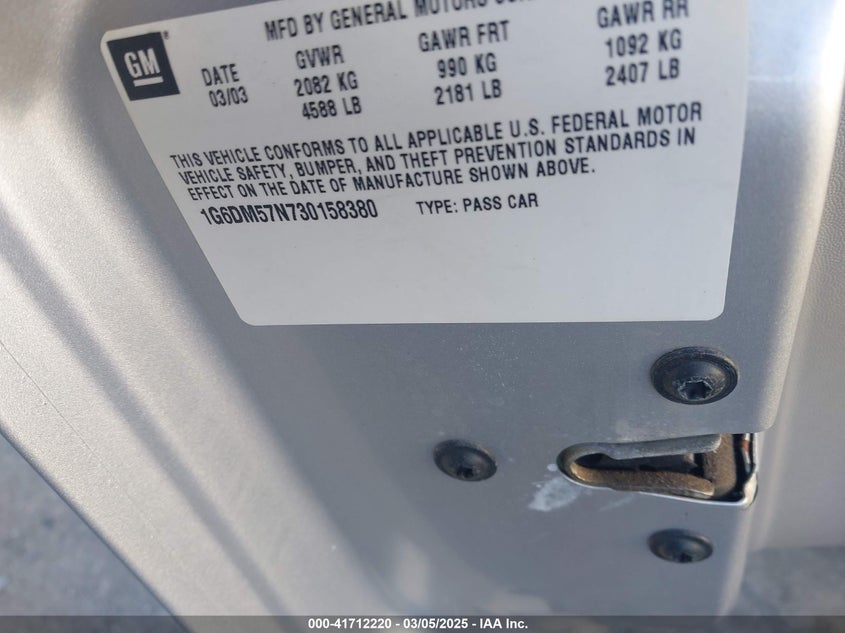 MFD BY GENERAL MOTORS
GM
DATE GVWR GAWR FRT GAWR RR
03/03 2082 KG 990 KG 1092 KG
4588 LB 2181 LB 2407 LB
THIS VEHICLE CONFORMS TO ALL APPLICABLE U.S. FEDERAL MOTOR
VEHICLE SAFETY, BUMPER, AND THEFT PREVENTION STANDARDS IN
EFFECT ON THE DATE OF MANUFACTURE SHOWN ABOVE.
1G6DM57N730158380 TYPE: PASS CAR
000-41712220 — 03/05/2025 — IAA Inc.